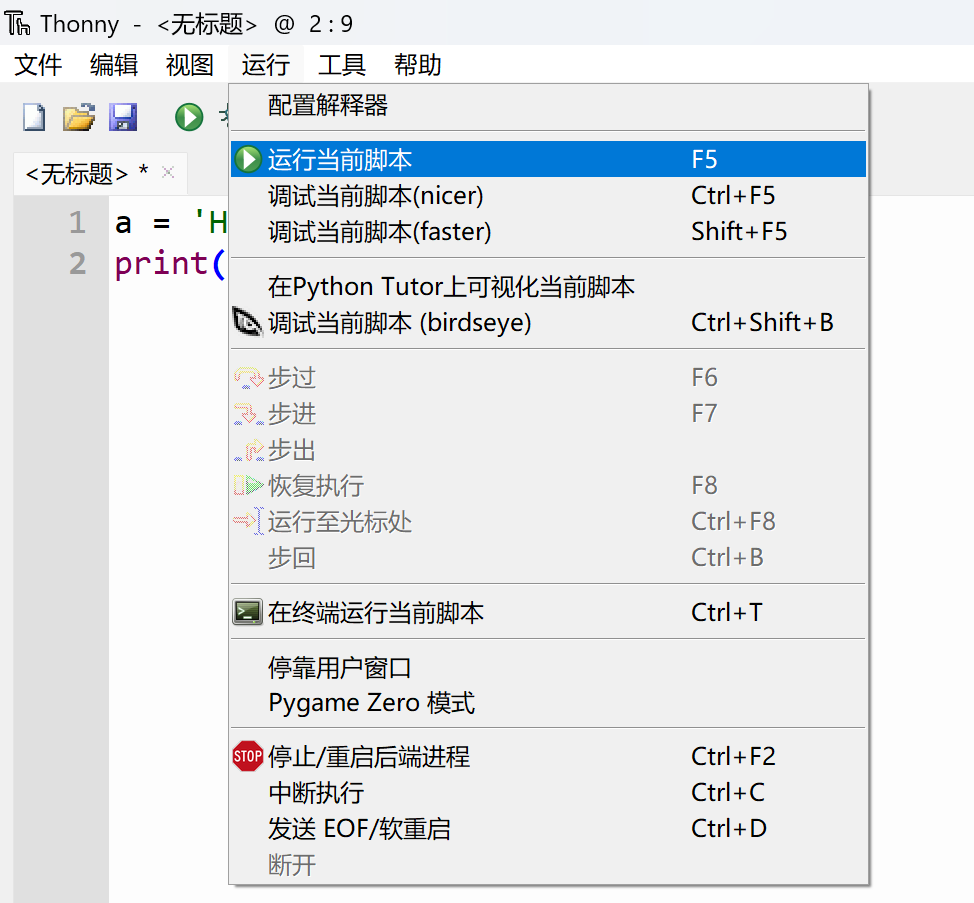 Thonny - <无标题> @ 2:9
文件 编辑 视图 运行 工具 帮助
配置解释器
<无标题> *
运行当前脚本 F5
调试当前脚本(nicer) Ctrl+F5
调试当前脚本(faster) Shift+F5
1 a = 'H
2 print(
在Python Tutor上可视化当前脚本
调试当前脚本 (birdseye) Ctrl+Shift+B
步过 F6
步进 F7
步出
恢复执行 F8
运行至光标处 Ctrl+F8
步回 Ctrl+B
在终端运行当前脚本 Ctrl+T
停靠用户窗口
Pygame Zero 模式
STOP 停止/重启后端进程 Ctrl+F2
中断执行 Ctrl+C
发送 EOF/软重启 Ctrl+D
断开